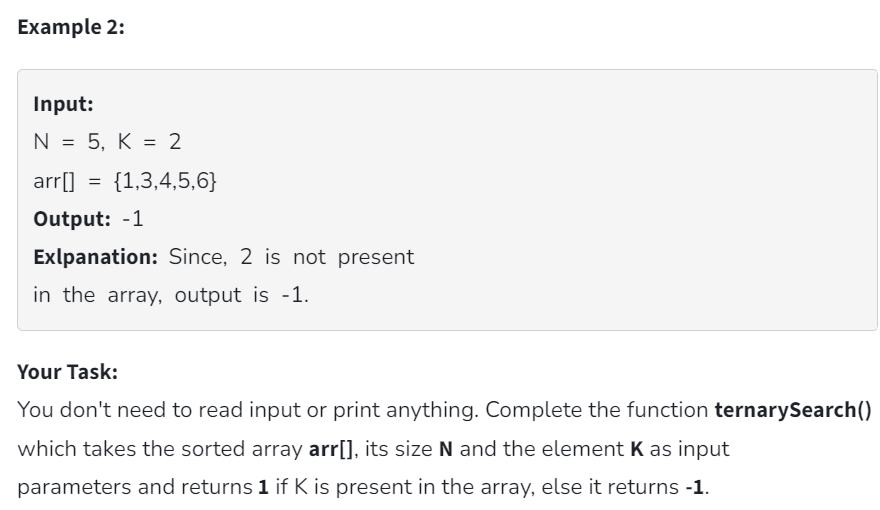 Example 2:
Input:
N = 5, K = 2
arr[] = {1,3,4,5,6}
Output: -1
Exlpanation: Since, 2 is not present
in the array, output is -1.
Your Task:
You don't need to read input or print anything. Complete the function ternarySearch()
which takes the sorted array arr[], its size N and the element K as input
parameters and returns 1 if K is present in the array, else it returns -1.